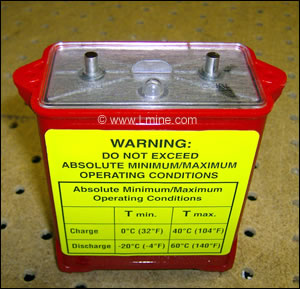 © www.Lmine.com
WARNING:
DO NOT EXCEED
ABSOLUTE MINIMUM/MAXIMUM
OPERATING CONDITIONS
Absolute Minimum/Maximum
Operating Conditions
T min. T max.
Charge 0°C (32°F) 40°C (104°F)
Discharge -20°C (-4°F) 60°C (140°F)